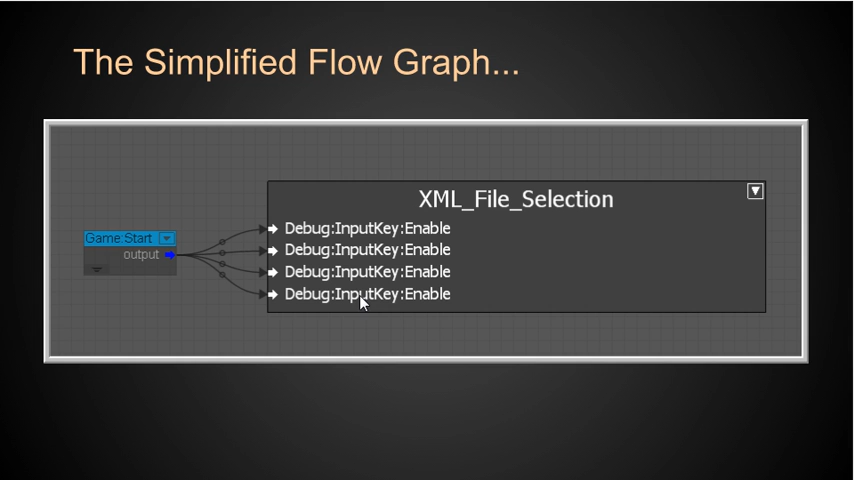 The Simplified Flow Graph...
XML_File_Selection
Game:Start
output
Debug:InputKey:Enable
Debug:InputKey:Enable
Debug:InputKey:Enable
Debug:InputKey:Enable